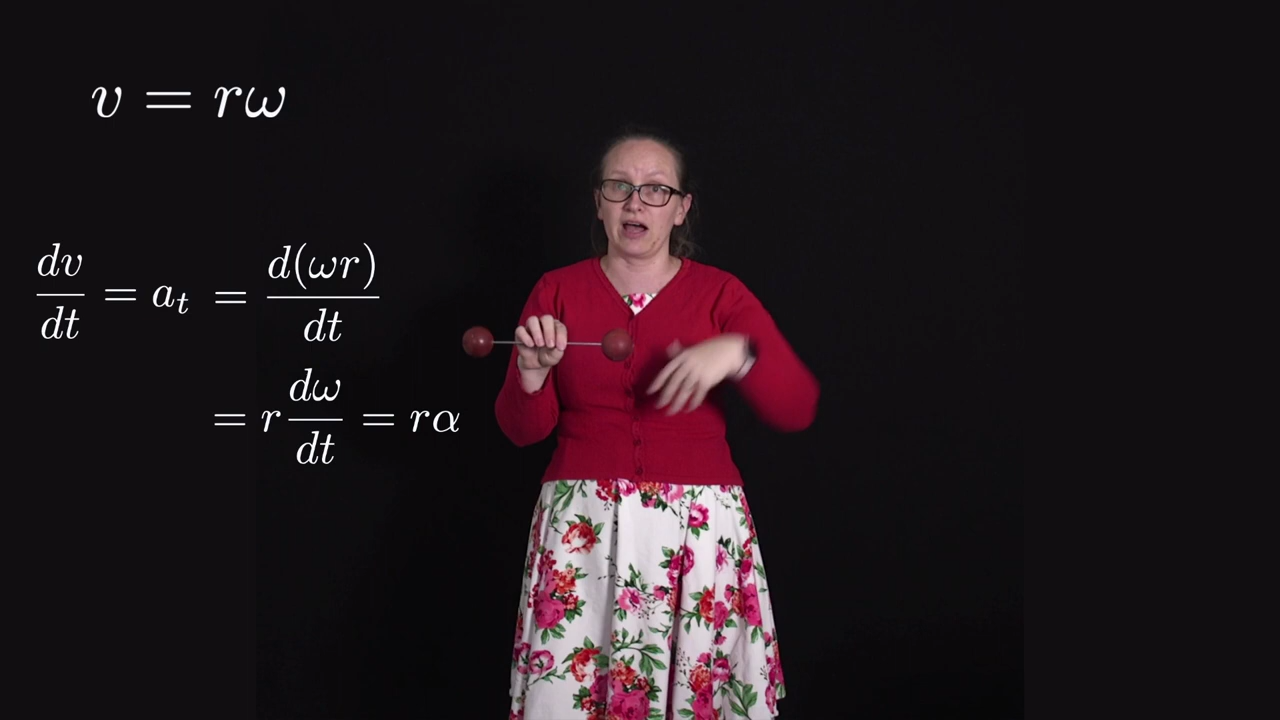 v = rω
dv/dt = a_t = d(ωr)/dt
= r dω/dt = rα